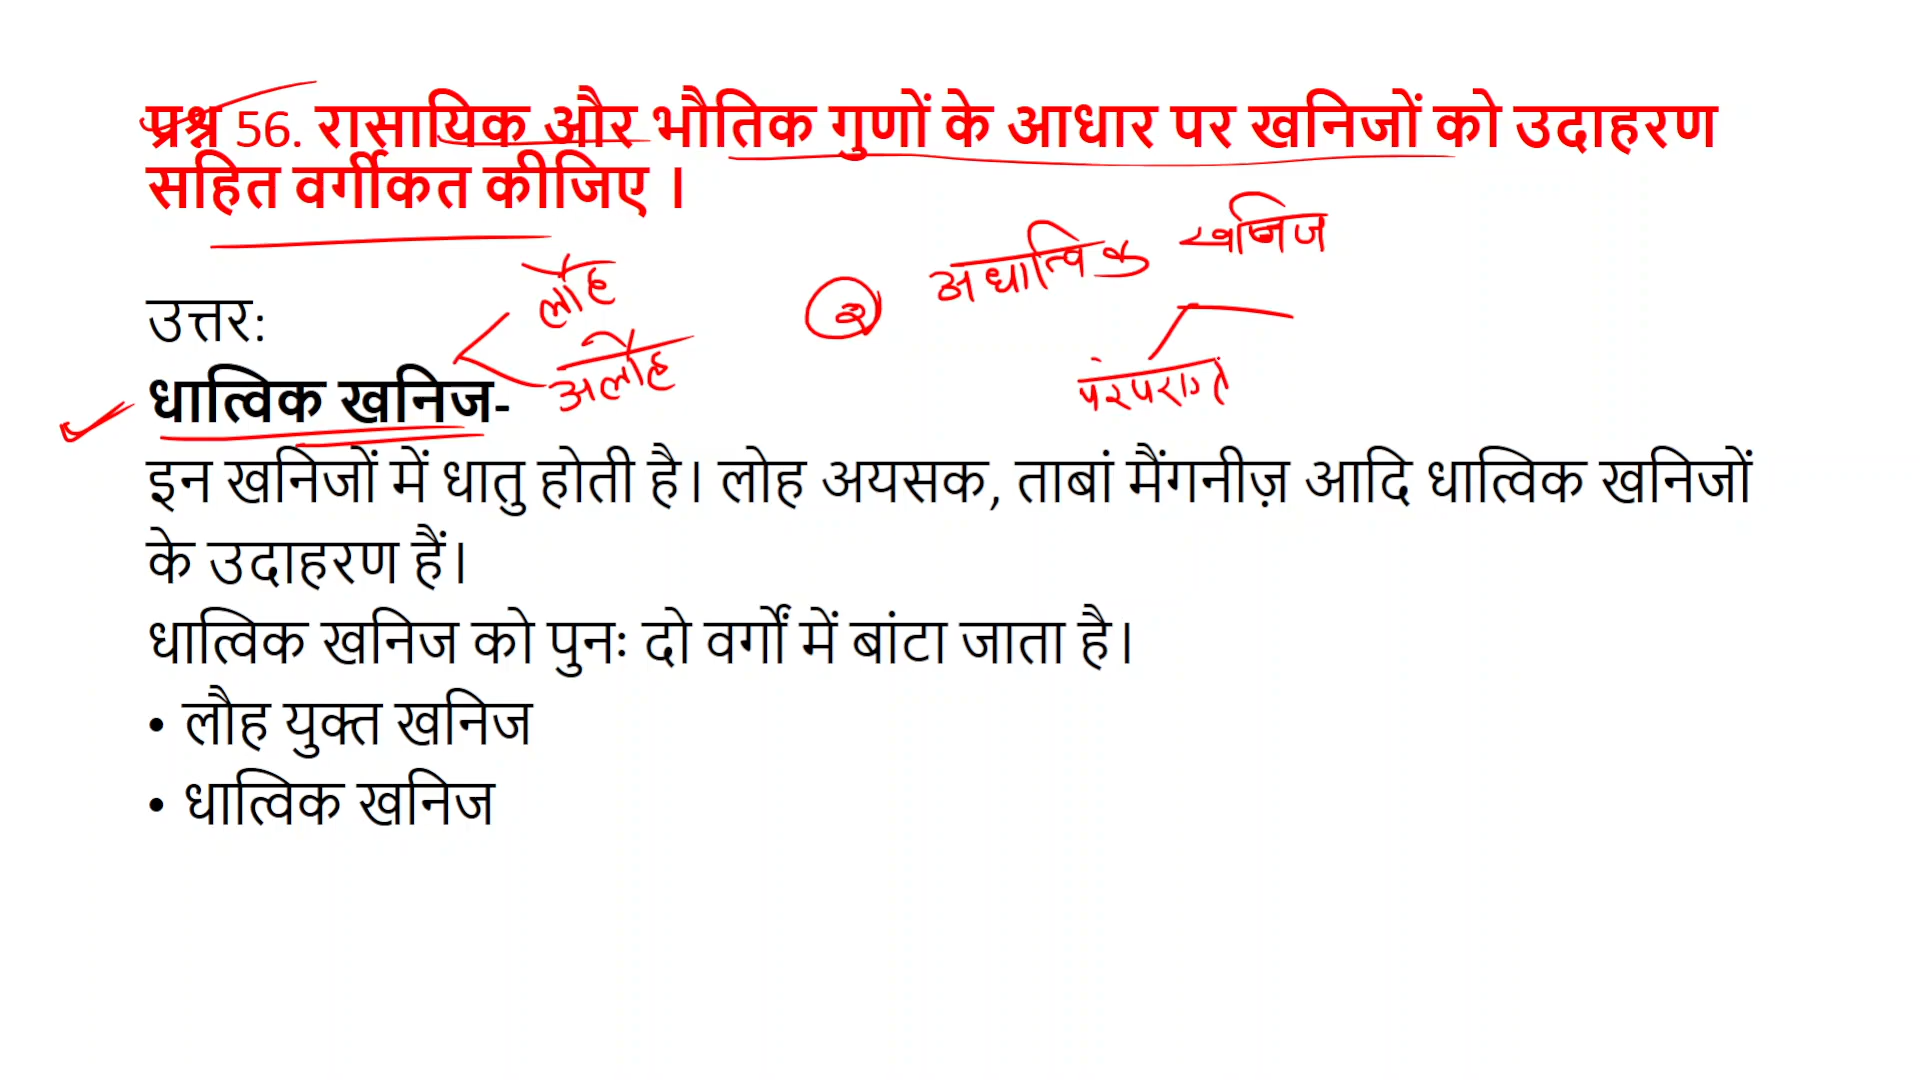 प्रश्न 56. रासायिक और भौतिक गुणों के आधार पर खनिजों को उदाहरण
सहित वर्गीकत कीजिए ।
अधात्विक खनिज
२
लौह
उत्तर:
अलौह
परंपरागत
धात्विक खनिज-
इन खनिजों में धातु होती है। लोह अयसक, ताबां मैंगनीज़ आदि धात्विक खनिजों
के उदाहरण हैं।
धात्विक खनिज को पुनः दो वर्गों में बांटा जाता है।
• लौह युक्त खनिज
• धात्विक खनिज